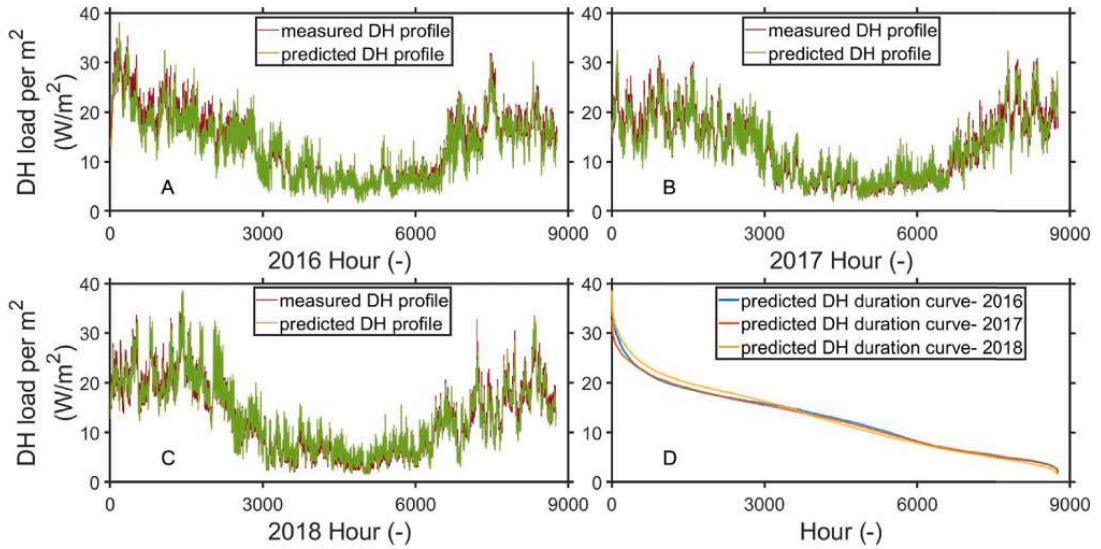 DH load per m²
(W/m²)
40
30
20
10
0
measured DH profile
predicted DH profile
A
0
3000
6000
9000
2016 Hour (-)
40
30
20
10
0
measured DH profile
predicted DH profile
B
0
3000
6000
9000
2017 Hour (-)
DH load per m²
(W/m²)
40
30
20
10
0
measured DH profile
predicted DH profile
C
0
3000
6000
9000
2018 Hour (-)
40
30
20
10
0
predicted DH duration curve- 2016
predicted DH duration curve- 2017
predicted DH duration curve- 2018
D
0
3000
6000
9000
Hour (-)